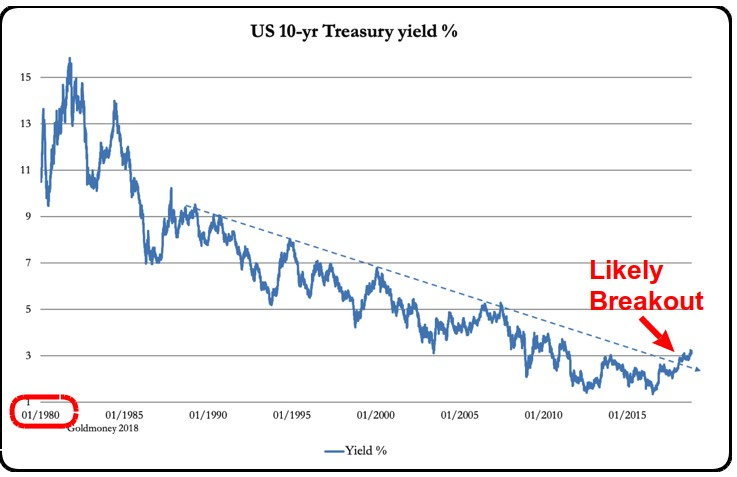 US 10-yr Treasury yield %
15
13
11
9
7
5
3
1
Likely
Breakout
01/1980 01/1985 01/1990 01/1995 01/2000 01/2005 01/2010 01/2015
Goldmoney 2018
Yield %